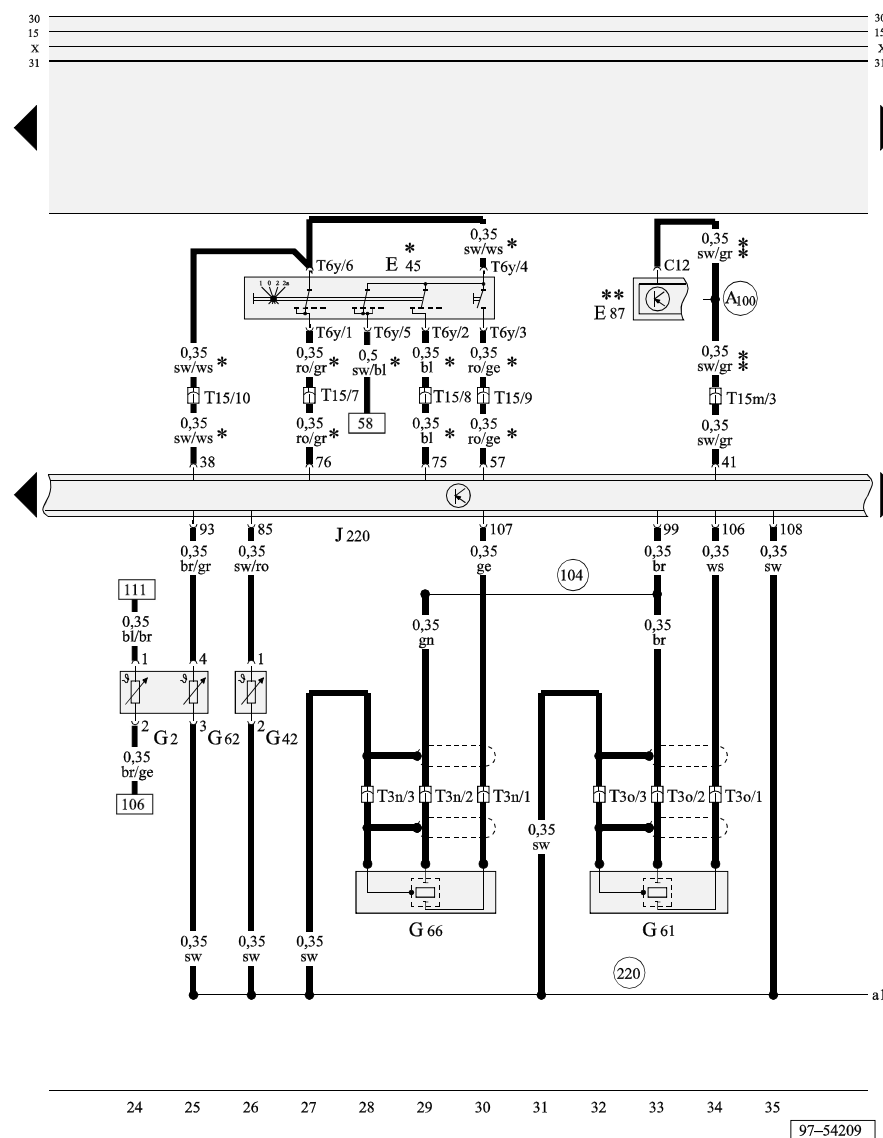 30 30
15 15
X X
31 31
0,35
sw/ws *
0,35
sw/gr *
*
T6y/6 E 45 * T6y/4 C12
1 0 2 2a
** E 87 A100
T6y/1 T6y/5 T6y/2 T6y/3
0,35 0,35 0,5 0,35 0,35 0,35
sw/ws * ro/gr * sw/bl * bl * ro/ge * sw/gr *
*
T15/10 T15/7 T15/8 T15/9 T15m/3
58
0,35 0,35 0,35 0,35 0,35
sw/ws * ro/gr * bl * ro/ge * sw/gr
38 76 75 57 41
93 85 J 220 107 99 106 108
0,35 0,35 0,35 0,35 0,35 0,35
br/gr sw/ro ge br ws sw
104
111
0,35 0,35 0,35
bl/br gn br
1 4 1
ϑ ϑ ϑ
2 G 2 3 G 62 2 G 42
0,35
br/ge
106
T3n/3 T3n/2 T3n/1 T3o/3 T3o/2 T3o/1
0,35
sw
G 66 G 61
0,35 0,35 0,35
sw sw sw
220
a1
24 25 26 27 28 29 30 31 32 33 34 35
97–54209